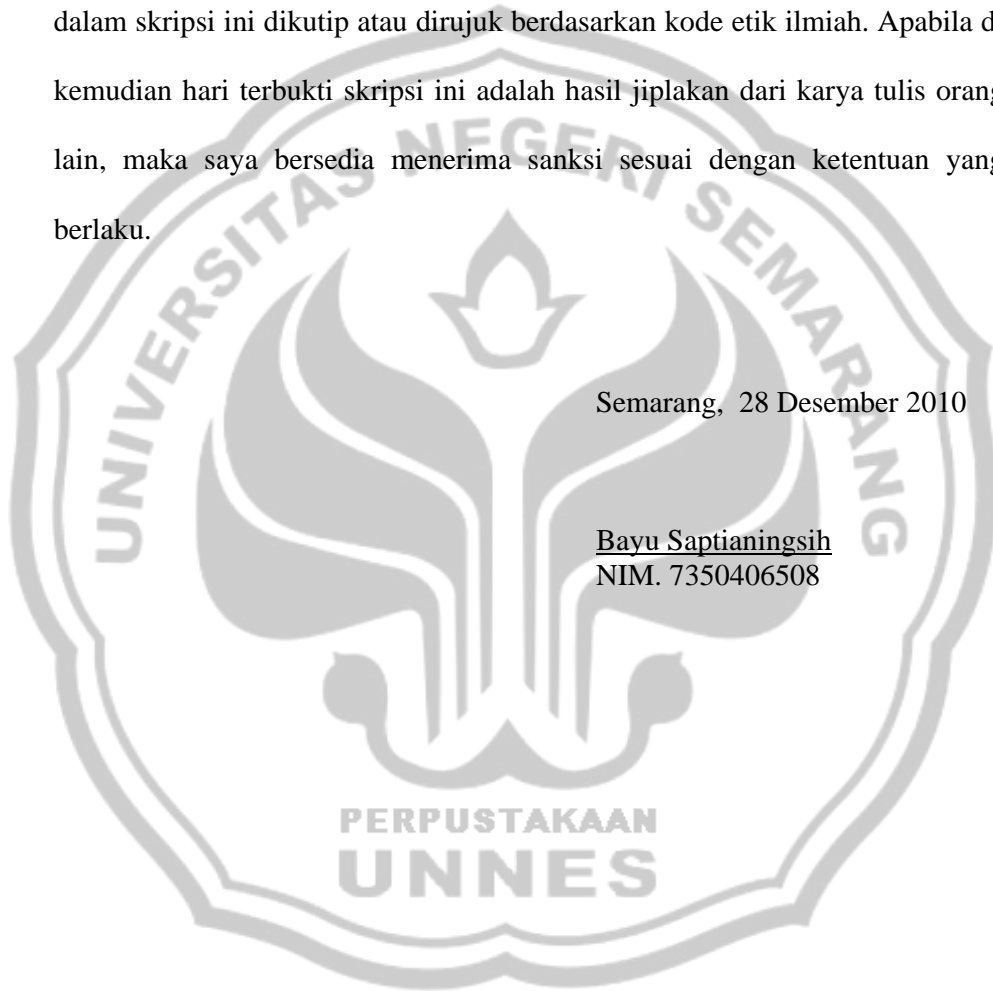 dalam skripsi ini dikutip atau dirujuk berdasarkan kode etik ilmiah. Apabila d
kemudian hari terbukti skripsi ini adalah hasil jiplakan dari karya tulis orang
lain, maka saya bersedia menerima sanksi sesuai dengan ketentuan yang
berlaku.
UNIVERSITAS NEGERI SEMARANG
Semarang, 28 Desember 2010
Bayu Saptianingsih
NIM. 7350406508
PERPUSTAKAAN
UNNES